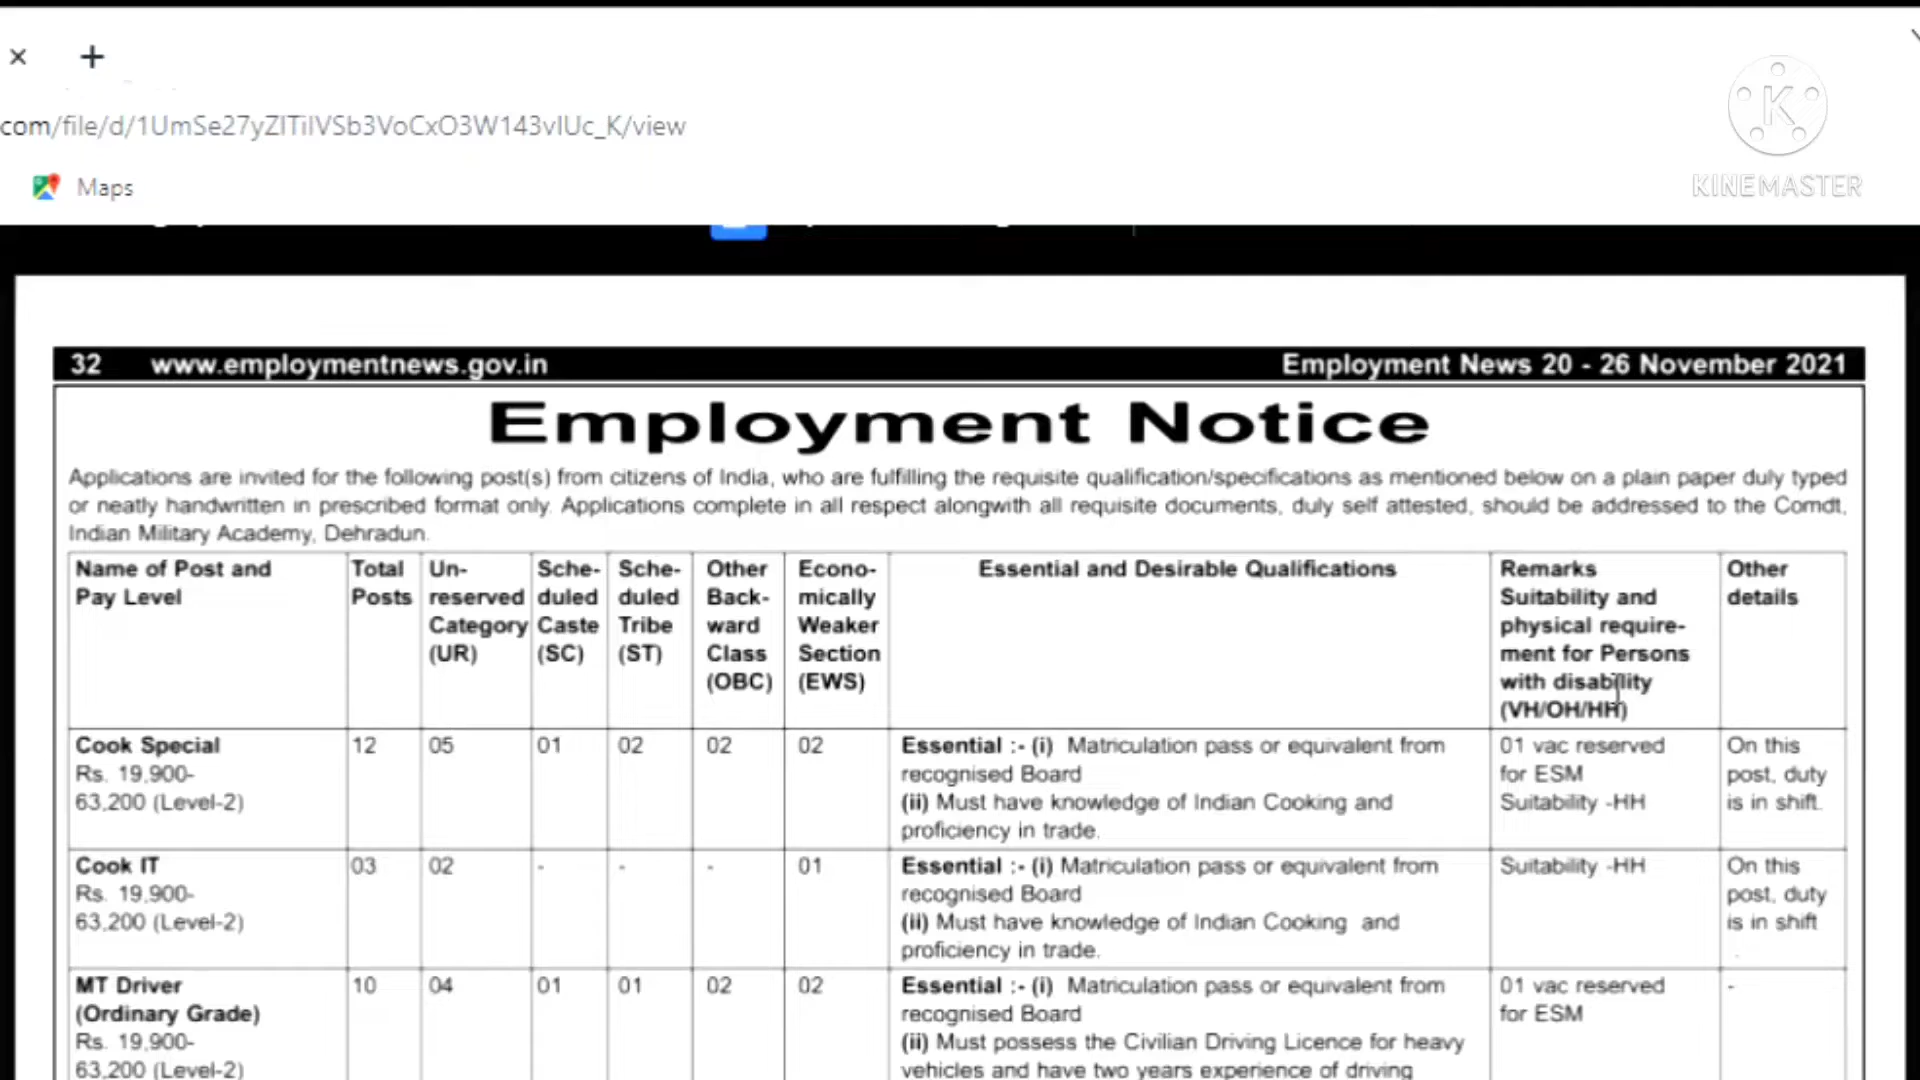 com/file/d/1UmSe27yZITilVSb3VoCxO3W143vIUc_K/view
K
KINEMASTER
Maps
32 www.employmentnews.gov.in Employment News 20 - 26 November 2021
Employment Notice
Applications are invited for the following post(s) from citizens of India, who are fulfilling the requisite qualification/specifications as mentioned below on a plain paper duly typed
or neatly handwritten in prescribed format only. Applications complete in all respect alongwith all requisite documents, duly self attested, should be addressed to the Comdt,
Indian Military Academy, Dehradun.
Name of Post and Total Un- Sche- Sche- Other Econo- Essential and Desirable Qualifications Remarks Other
Pay Level Posts reserved duled duled Back- mically Suitability and details
Category Caste Tribe ward Weaker physical require-
(UR) (SC) (ST) Class Section ment for Persons
(OBC) (EWS) with disability
(VH/OH/HH)
Cook Special 12 05 01 02 02 02 Essential :- (i) Matriculation pass or equivalent from 01 vac reserved On this
Rs. 19,900- recognised Board for ESM post, duty
63,200 (Level-2) (ii) Must have knowledge of Indian Cooking and Suitability -HH is in shift.
proficiency in trade.
Cook IT 03 02 - - - 01 Essential :- (i) Matriculation pass or equivalent from Suitability -HH On this
Rs. 19,900- recognised Board post, duty
63,200 (Level-2) (ii) Must have knowledge of Indian Cooking and is in shift
proficiency in trade.
MT Driver 10 04 01 01 02 02 Essential :- (i) Matriculation pass or equivalent from 01 vac reserved -
(Ordinary Grade) recognised Board for ESM
Rs. 19,900- (ii) Must possess the Civilian Driving Licence for heavy
63,200 (Level-2) vehicles and have two years experience of driving